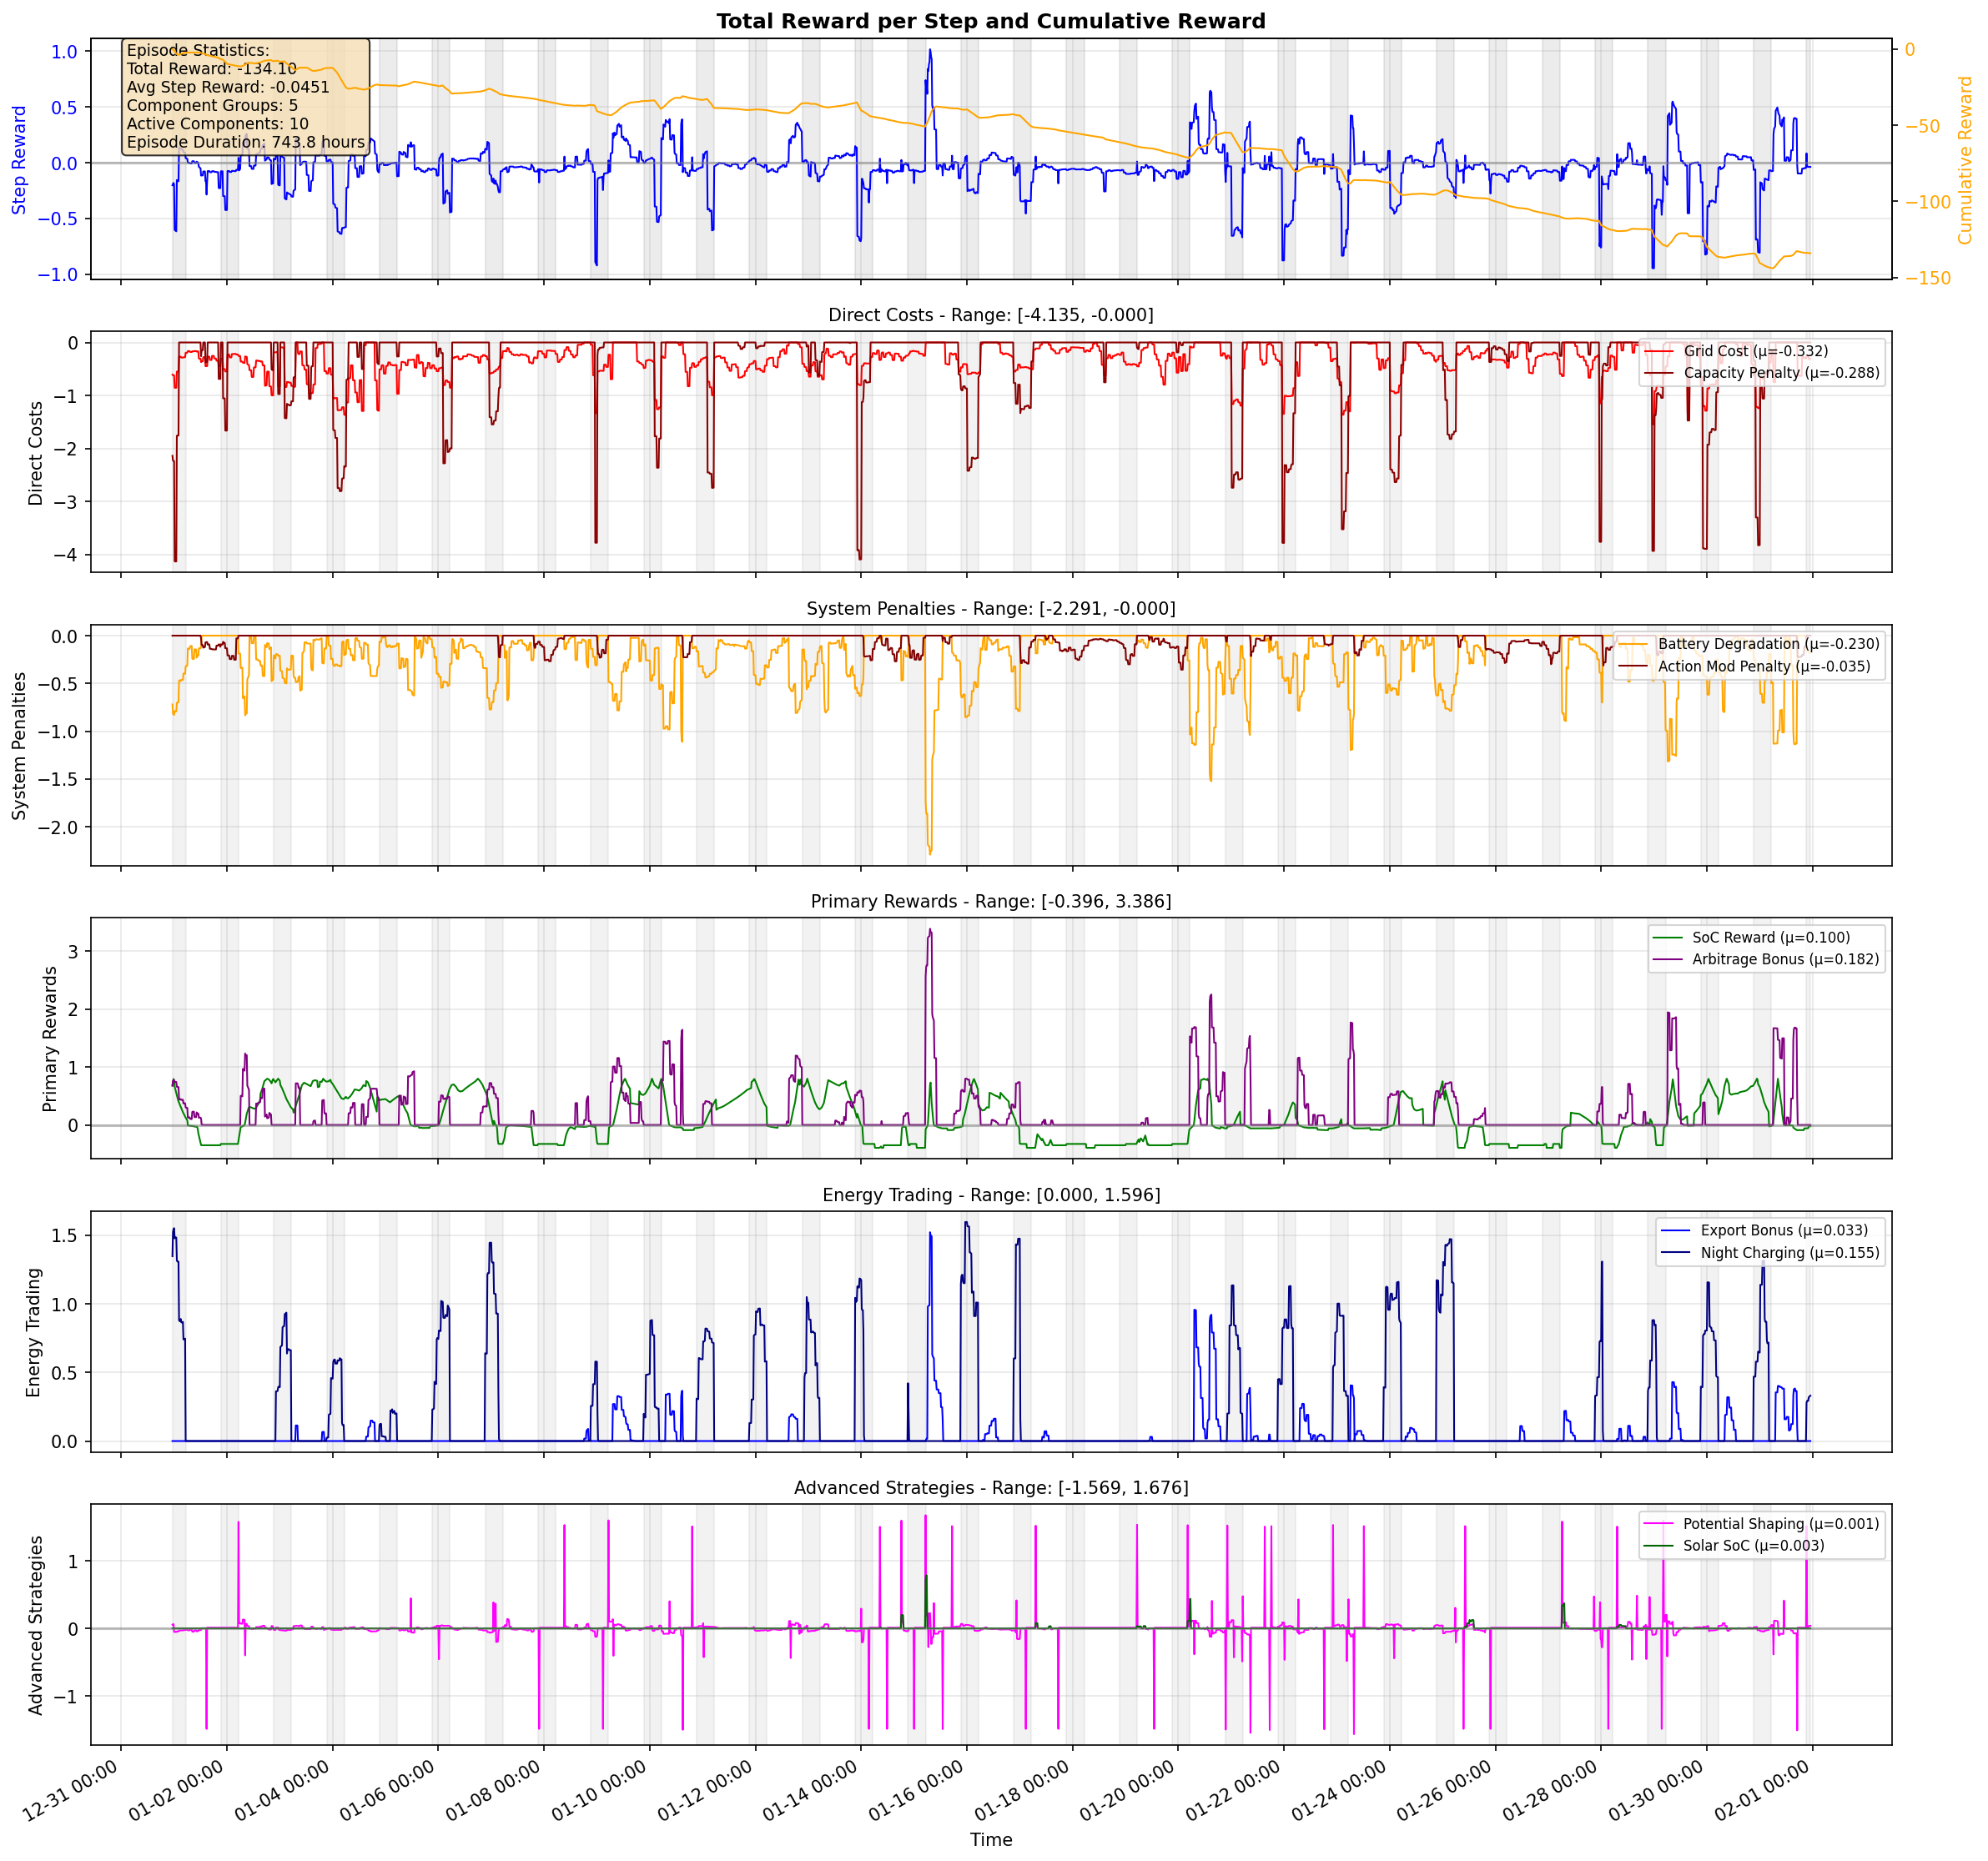 Total Reward per Step and Cumulative Reward
Episode Statistics:
Total Reward: -134.10
Avg Step Reward: -0.0451
Component Groups: 5
Active Components: 10
Episode Duration: 743.8 hours
1.0
0.5
0.0
−0.5
−1.0
Step Reward
0
−50
−100
−150
Cumulative Reward
Direct Costs - Range: [-4.135, -0.000]
Grid Cost (μ=-0.332)
Capacity Penalty (μ=-0.288)
0
−1
−2
−3
−4
Direct Costs
System Penalties - Range: [-2.291, -0.000]
Battery Degradation (μ=-0.230)
Action Mod Penalty (μ=-0.035)
0.0
−0.5
−1.0
−1.5
−2.0
System Penalties
Primary Rewards - Range: [-0.396, 3.386]
SoC Reward (μ=0.100)
Arbitrage Bonus (μ=0.182)
3
2
1
0
Primary Rewards
Energy Trading - Range: [0.000, 1.596]
Export Bonus (μ=0.033)
Night Charging (μ=0.155)
1.5
1.0
0.5
0.0
Energy Trading
Advanced Strategies - Range: [-1.569, 1.676]
Potential Shaping (μ=0.001)
Solar SoC (μ=0.003)
1
0
−1
Advanced Strategies
12-31 00:00
01-02 00:00
01-04 00:00
01-06 00:00
01-08 00:00
01-10 00:00
01-12 00:00
01-14 00:00
01-16 00:00
01-18 00:00
01-20 00:00
01-22 00:00
01-24 00:00
01-26 00:00
01-28 00:00
01-30 00:00
02-01 00:00
Time